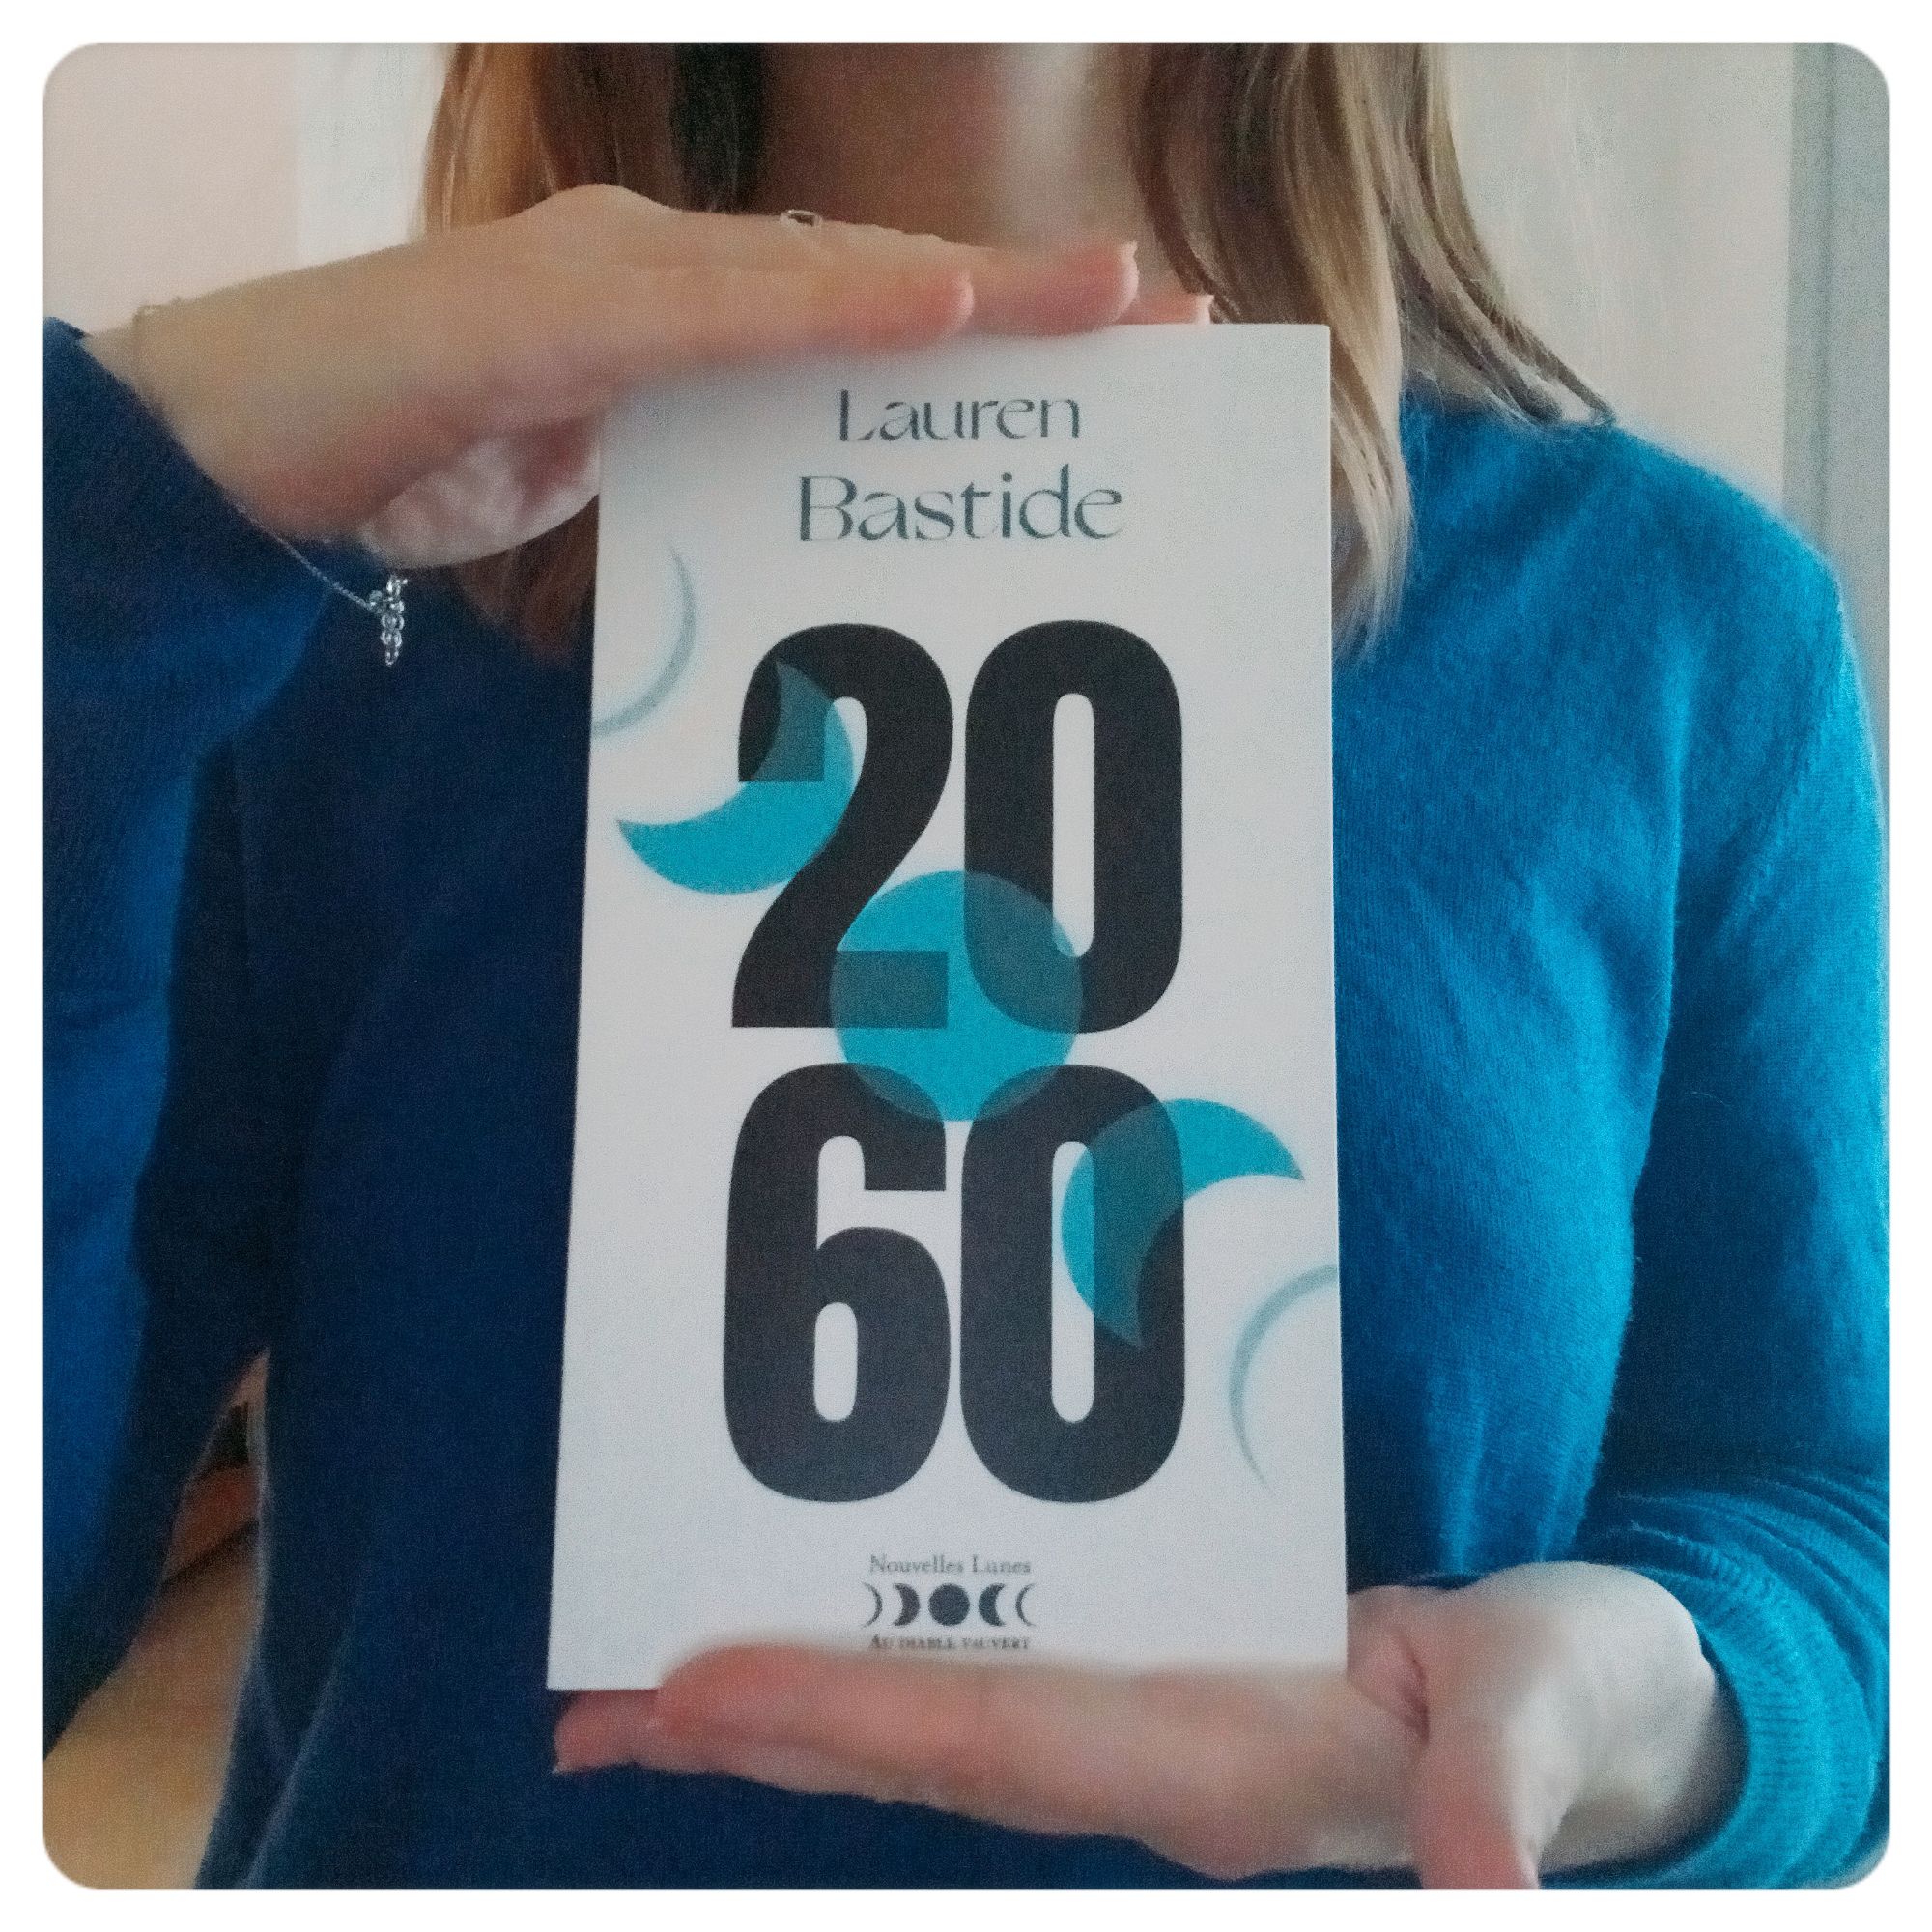 Lauren
Bastide
20
60
Nouvelles Lunes
AU DIABLE VAUVERT